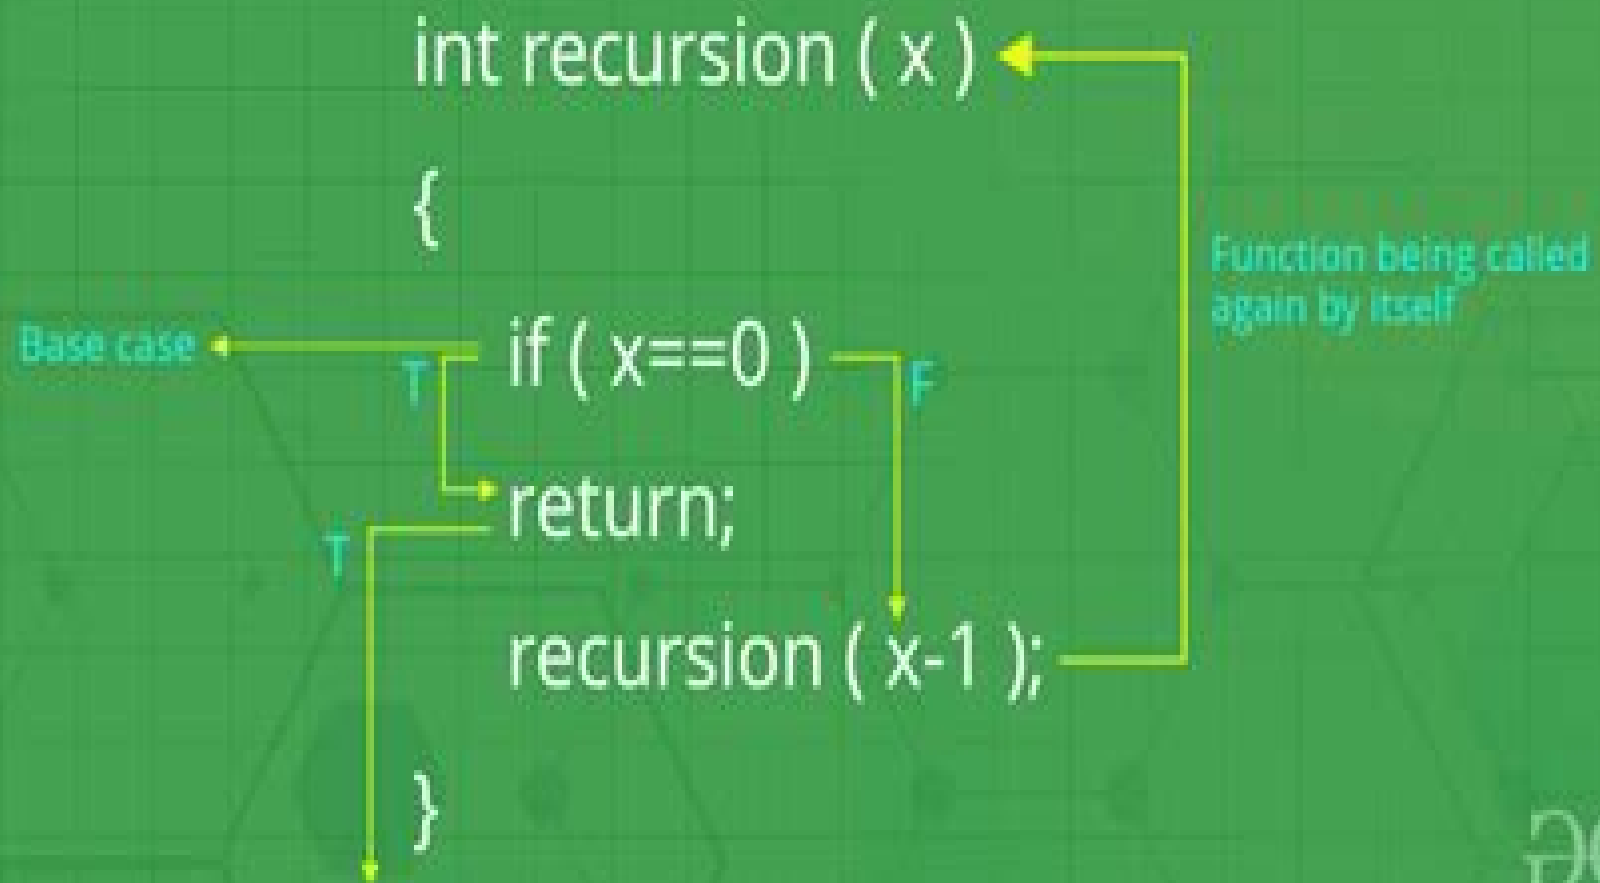 int recursion ( x )
{
Function being called
again by itself
Base case
if ( x==0 )
T
F
return;
T
recursion ( x-1 );
}